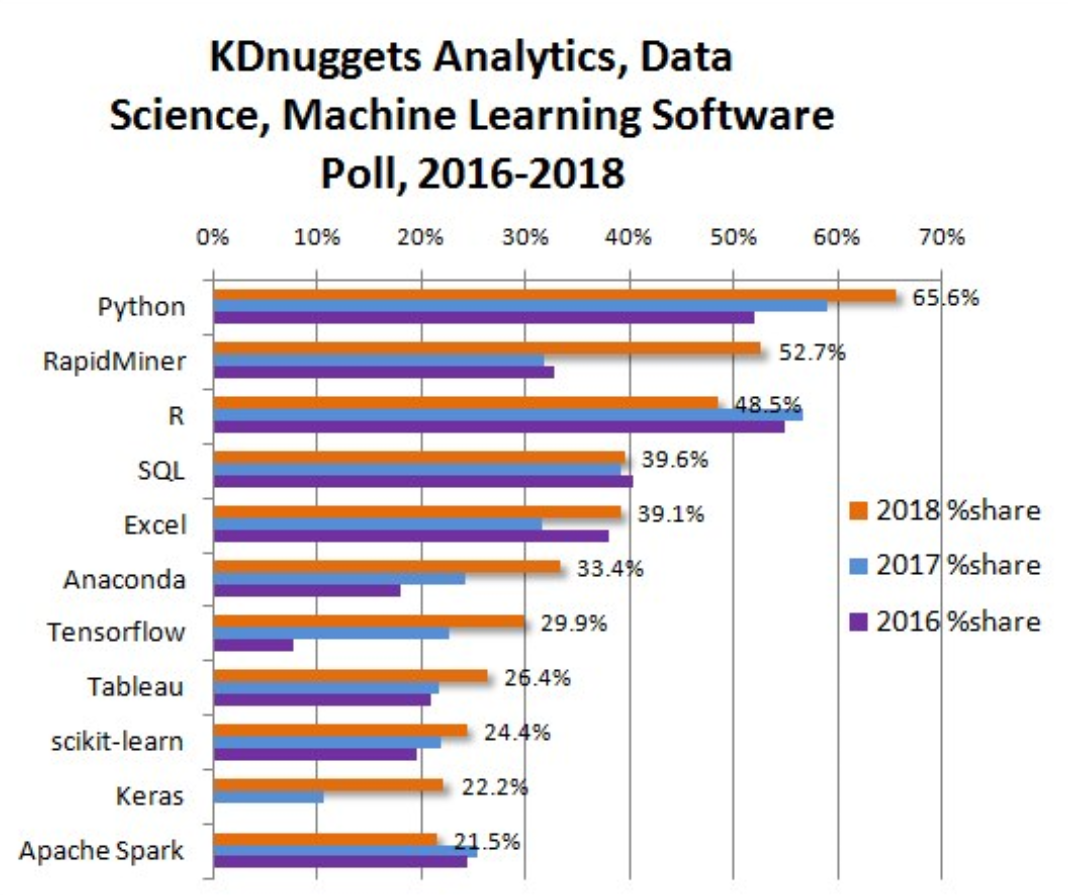 KDnuggets Analytics, Data
Science, Machine Learning Software
Poll, 2016-2018
0% 10% 20% 30% 40% 50% 60% 70%
Python 65.6%
RapidMiner 52.7%
R 48.5%
SQL 39.6%
Excel 39.1%
2018 %share
Anaconda 33.4%
2017 %share
Tensorflow 29.9%
2016 %share
Tableau 26.4%
scikit-learn 24.4%
Keras 22.2%
Apache Spark 21.5%